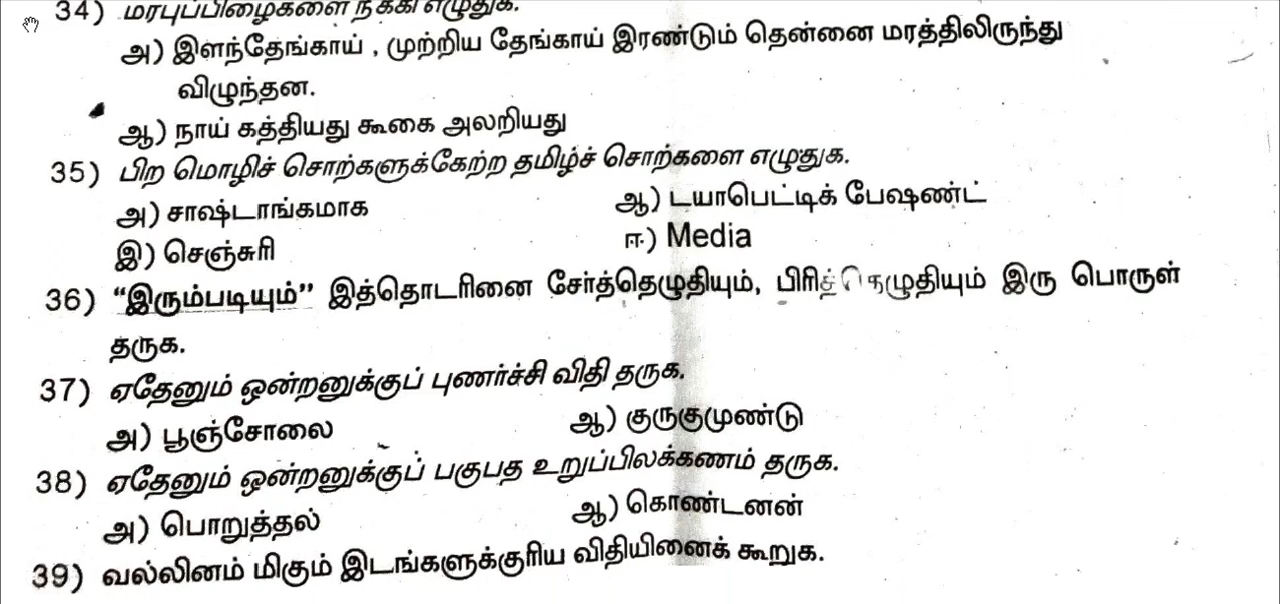 34) மரபுப்பிழைகளை நீக்கி எழுதுக.
அ) இளந்தேங்காய் , முற்றிய தேங்காய் இரண்டும் தென்னை மரத்திலிருந்து
விழுந்தன.
ஆ) நாய் கத்தியது கூகை அலறியது
35) பிற மொழிச் சொற்களுக்கேற்ற தமிழ்ச் சொற்களை எழுதுக.
அ) சாஷ்டாங்கமாக ஆ) டயாபெட்டிக் பேஷண்ட்
இ) செஞ்சுரி ஈ) Media
36) “இரும்படியும்” இத்தொடரினை சேர்த்தெழுதியும், பிரித்தெழுதியும் இரு பொருள்
தருக.
37) ஏதேனும் ஒன்றனுக்குப் புணர்ச்சி விதி தருக.
அ) பூஞ்சோலை ஆ) குருகுமுண்டு
38) ஏதேனும் ஒன்றனுக்குப் பகுபத உறுப்பிலக்கணம் தருக.
அ) பொறுத்தல் ஆ) கொண்டனன்
39) வல்லினம் மிகும் இடங்களுக்குரிய விதியினைக் கூறுக.